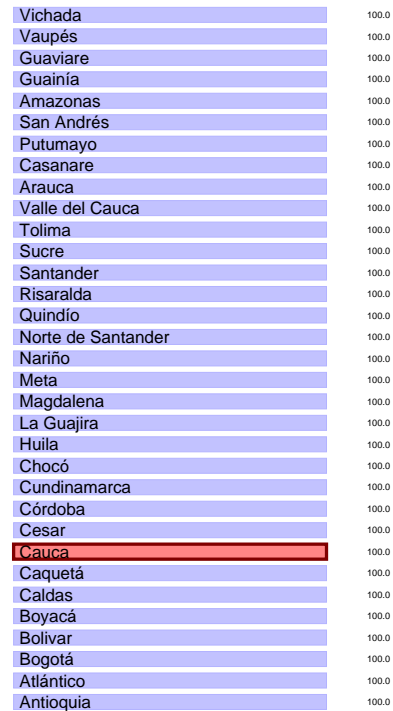 Vichada 100.0
Vaupés 100.0
Guaviare 100.0
Guainía 100.0
Amazonas 100.0
San Andrés 100.0
Putumayo 100.0
Casanare 100.0
Arauca 100.0
Valle del Cauca 100.0
Tolima 100.0
Sucre 100.0
Santander 100.0
Risaralda 100.0
Quindío 100.0
Norte de Santander 100.0
Nariño 100.0
Meta 100.0
Magdalena 100.0
La Guajira 100.0
Huila 100.0
Chocó 100.0
Cundinamarca 100.0
Córdoba 100.0
Cesar 100.0
Cauca 100.0
Caquetá 100.0
Caldas 100.0
Boyacá 100.0
Bolivar 100.0
Bogotá 100.0
Atlántico 100.0
Antioquia 100.0